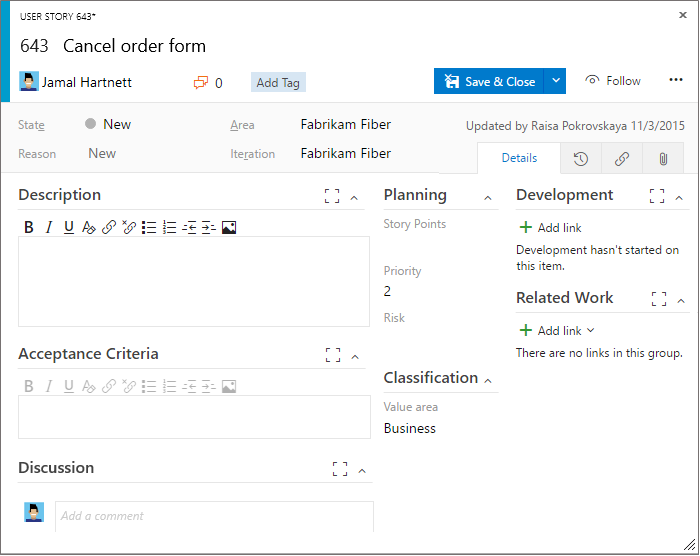 USER STORY 643*
643 Cancel order form
Jamal Hartnett 0 Add Tag Save & Close Follow
State New Area Fabrikam Fiber Updated by Raisa Pokrovskaya 11/3/2015
Reason New Iteration Fabrikam Fiber
Details
Description
B I U
Acceptance Criteria
B I U
Discussion
Add a comment
Planning
Story Points
Priority
2
Risk
Classification
Value area
Business
Development
+ Add link
Development hasn't started on
this item.
Related Work
+ Add link
There are no links in this group.